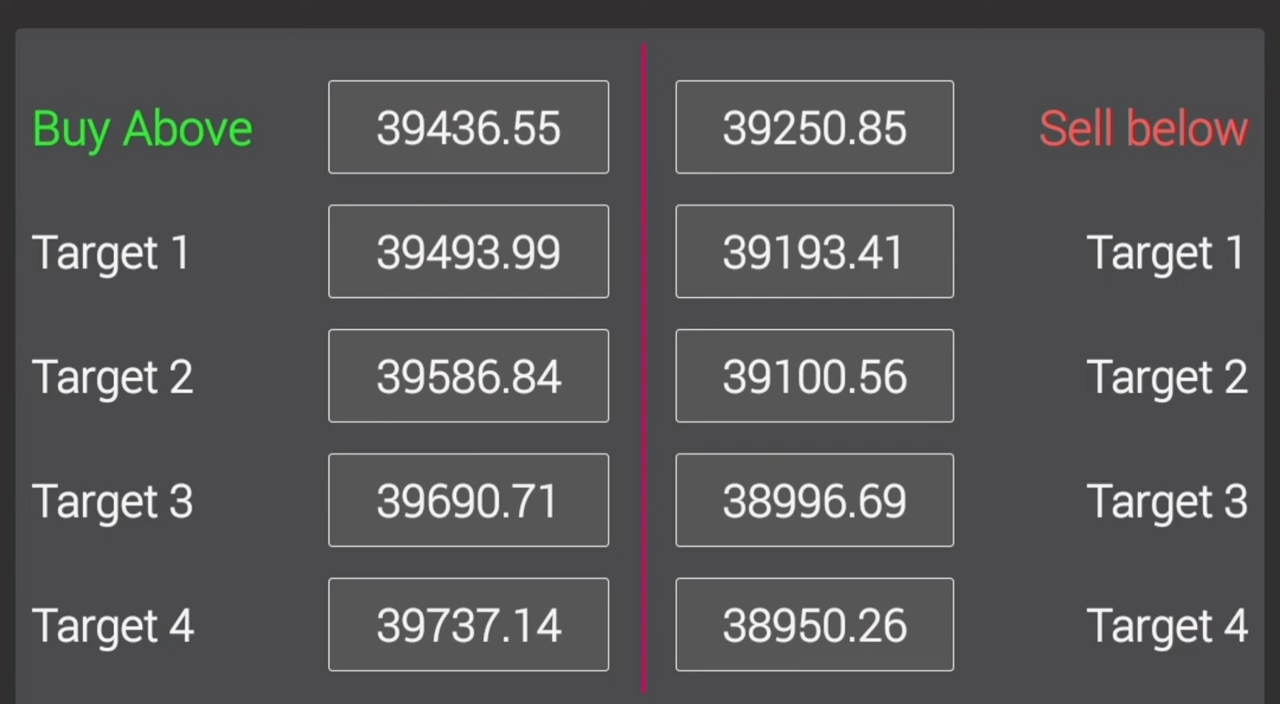 Buy Above 39436.55 39250.85 Sell below
Target 1 39493.99 39193.41 Target 1
Target 2 39586.84 39100.56 Target 2
Target 3 39690.71 38996.69 Target 3
Target 4 39737.14 38950.26 Target 4